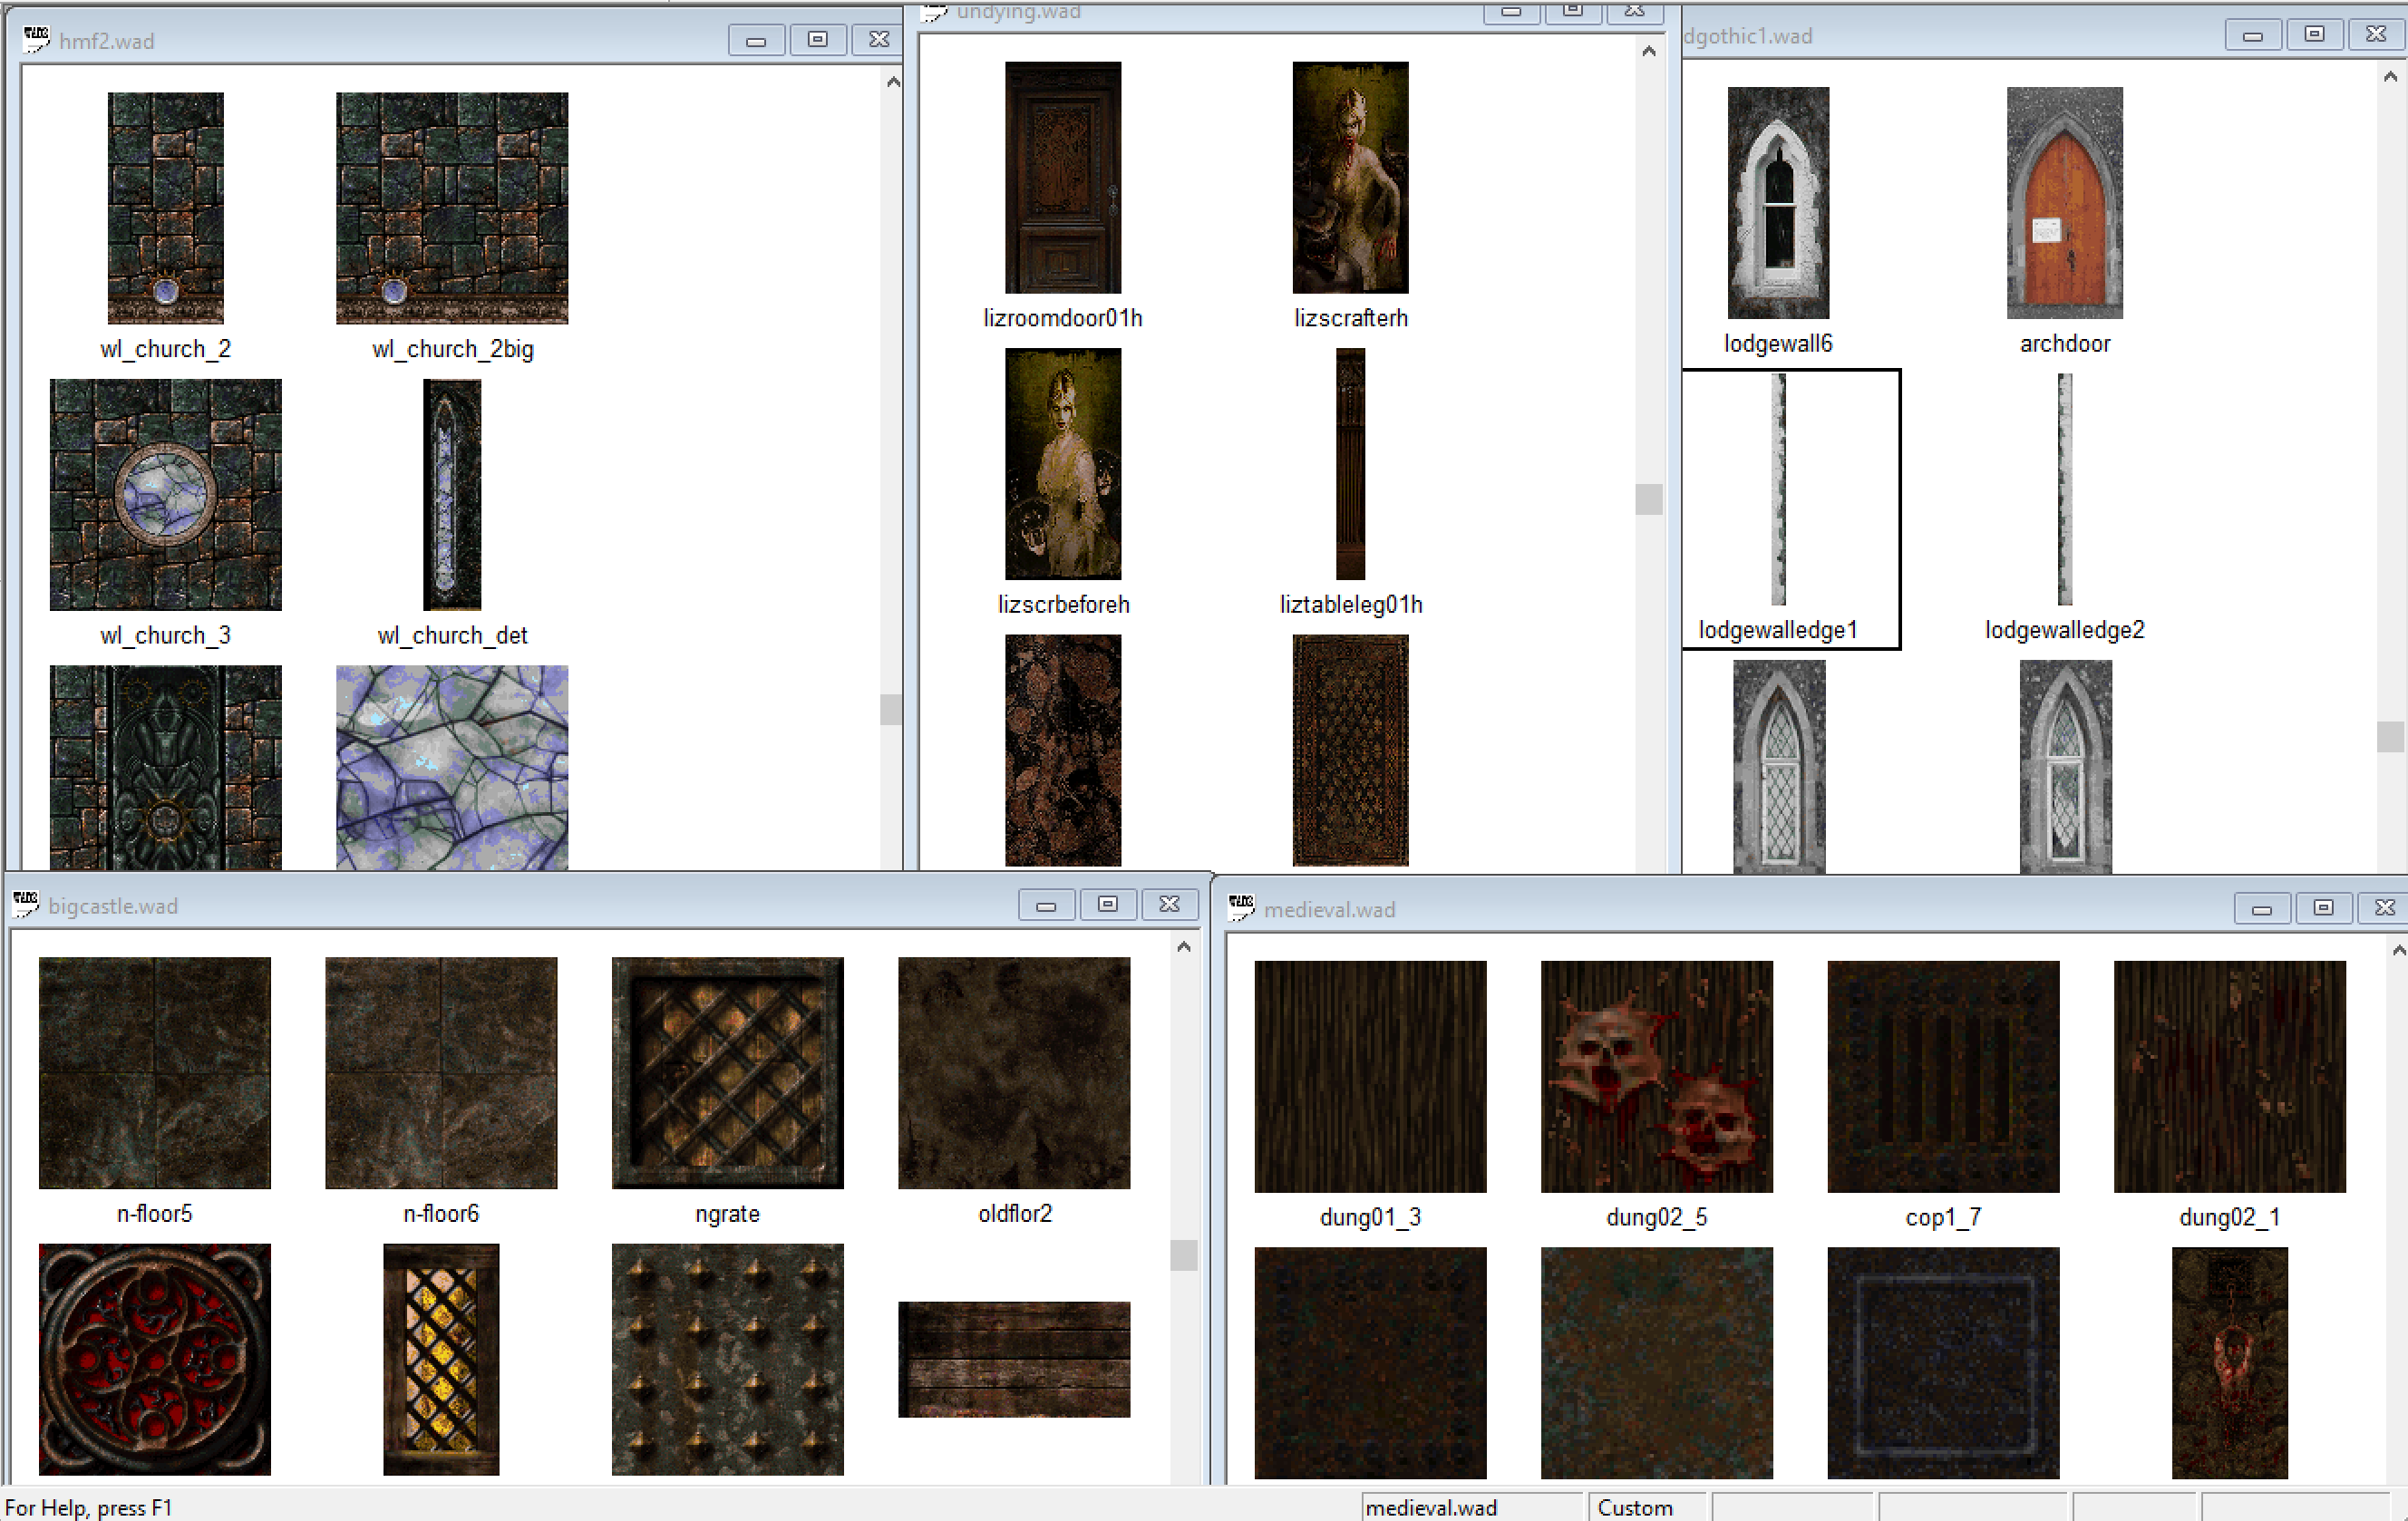 hmf2.wad
wl_church_2
wl_church_2big
wl_church_3
wl_church_det
undying.wad
lizroomdoor01h
lizscrafterh
lizscrbeforeh
liztableleg01h
dgothic1.wad
lodgewall6
archdoor
lodgewalledge1
lodgewalledge2
bigcastle.wad
n-floor5
n-floor6
ngrate
oldflor2
medieval.wad
dung01_3
dung02_5
cop1_7
dung02_1
For Help, press F1
medieval.wad
Custom